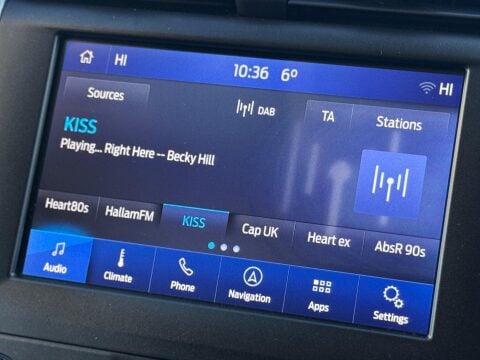 HI 10:36 6° HI
Sources DAB TA Stations
KISS
Playing... Right Here -- Becky Hill
Heart80s HallamFM KISS Cap UK Heart ex AbsR 90s
Audio Climate Phone Navigation Apps Settings